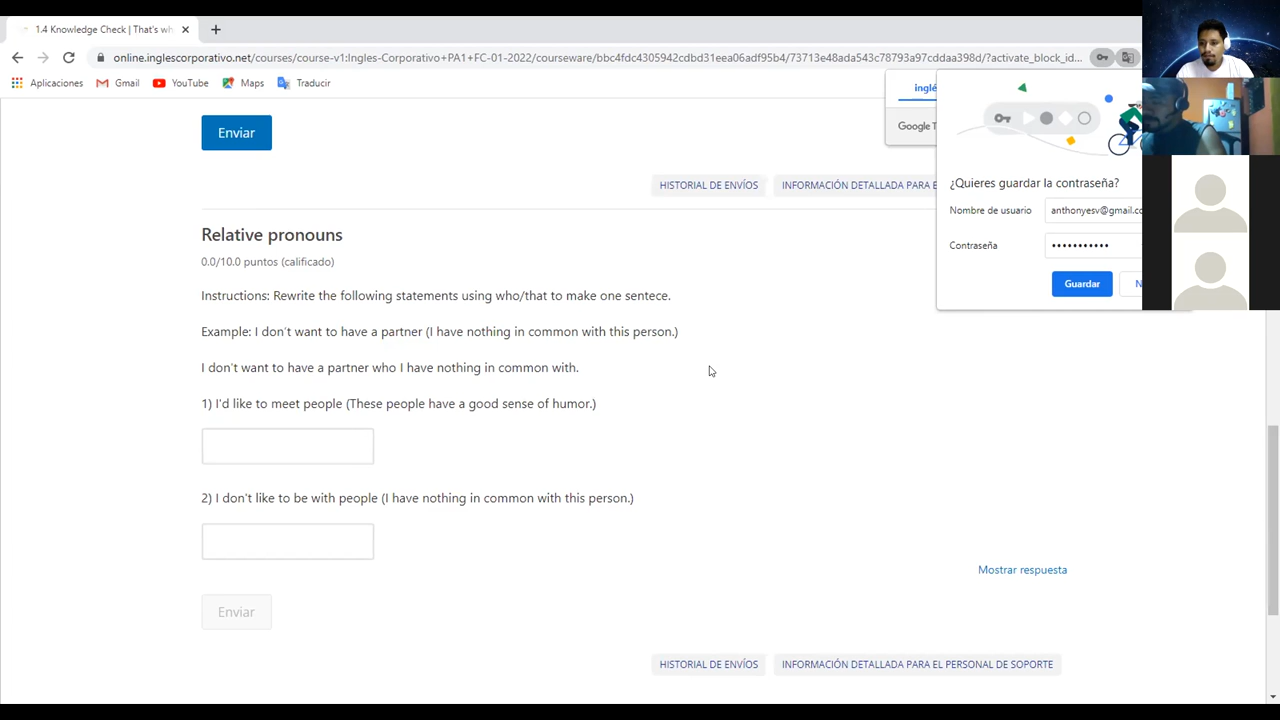 1.4 Knowledge Check | That's wh
online.inglescorporativo.net/courses/course-v1:Ingles-Corporativo+PA1+FC-01-2022/courseware/bbc4fdc4305942cdbd31eea06adf95b4/73713e48ada543c78793a97cddaa398d/?activate_block_id...
Aplicaciones
Gmail
YouTube
Maps
Traducir
inglé
Google T
Enviar
HISTORIAL DE ENVÍOS
INFORMACIÓN DETALLADA PARA E
¿Quieres guardar la contraseña?
Nombre de usuario
anthonyesv@gmail.co
Contraseña
•••••••••••
Guardar
N
Relative pronouns
0.0/10.0 puntos (calificado)
Instructions: Rewrite the following statements using who/that to make one sentece.
Example: I don't want to have a partner (I have nothing in common with this person.)
I don't want to have a partner who I have nothing in common with.
1) I'd like to meet people (These people have a good sense of humor.)
2) I don't like to be with people (I have nothing in common with this person.)
Mostrar respuesta
Enviar
HISTORIAL DE ENVÍOS
INFORMACIÓN DETALLADA PARA EL PERSONAL DE SOPORTE